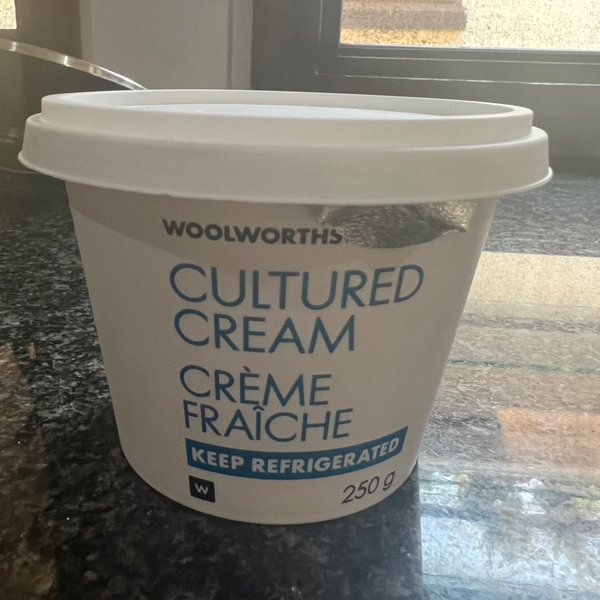 WOOLWORTHS
CULTURED
CREAM
CRÈME
FRAÎCHE
KEEP REFRIGERATED
W
250 g